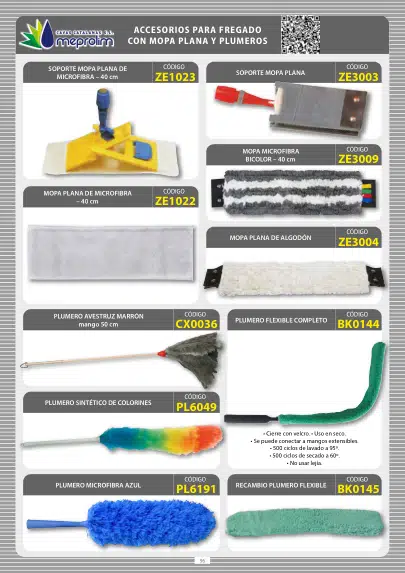 TAPAS CATALANAS S.L.
meprolim
ACCESORIOS PARA FREGADO
CON MOPA PLANA Y PLUMEROS
SOPORTE MOPA PLANA DE
MICROFIBRA – 40 cm
CÓDIGO
ZE1023
SOPORTE MOPA PLANA
CÓDIGO
ZE3003
MOPA MICROFIBRA
BICOLOR – 40 cm
CÓDIGO
ZE3009
MOPA PLANA DE MICROFIBRA
– 40 cm
CÓDIGO
ZE1022
MOPA PLANA DE ALGODÓN
CÓDIGO
ZE3004
PLUMERO AVESTRUZ MARRÓN
mango 50 cm
CÓDIGO
CX0036
PLUMERO FLEXIBLE COMPLETO
CÓDIGO
BK0144
PLUMERO SINTÉTICO DE COLORINES
CÓDIGO
PL6049
• Cierre con velcro. • Uso en seco.
• Se puede conectar a mangos extensibles.
• 500 ciclos de lavado a 95º.
• 500 ciclos de secado a 60º.
• No usar lejía.
PLUMERO MICROFIBRA AZUL
CÓDIGO
PL6191
RECAMBIO PLUMERO FLEXIBLE
CÓDIGO
BK0145